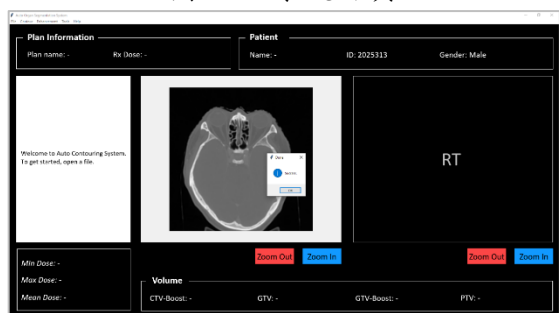 Plan Information
Plan name: -
Rx Dose: -
Patient
Name: -
ID: 2025313
Gender: Male
Welcome to Auto Contouring System.
To get started, open a file.
RT
Zoom Out
Zoom In
Zoom Out
Zoom In
Min Dose: -
Max Dose: -
Mean Dose: -
Volume
CTV-Boost: -
GTV: -
GTV-Boost: -
PTV: -